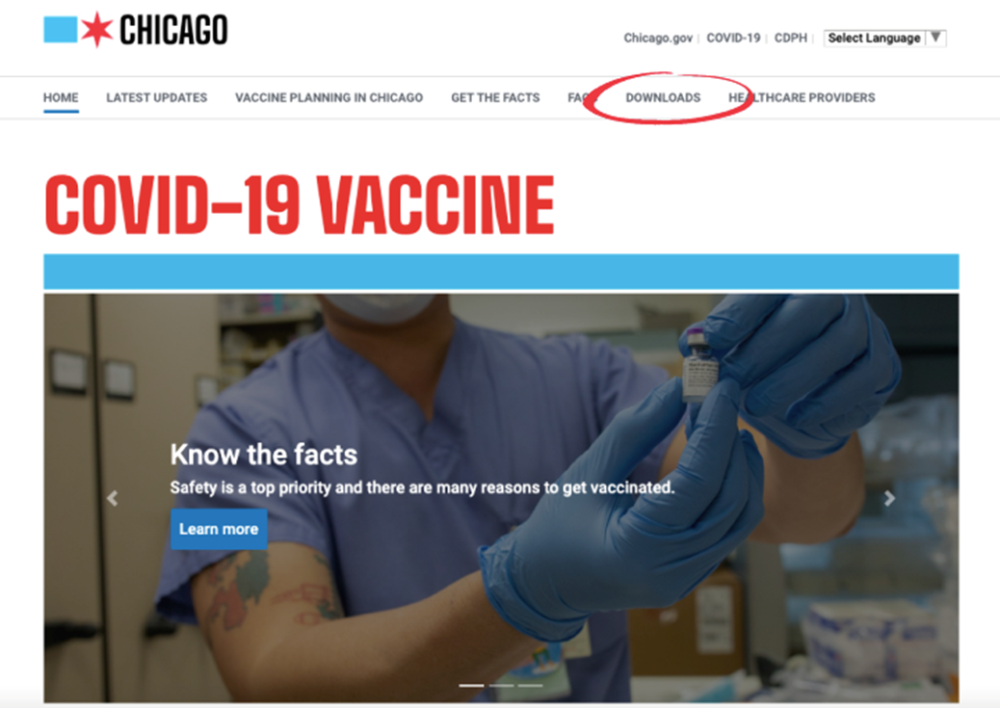 CHICAGO
Chicago.gov | COVID-19 | CDPH | Select Language
HOME LATEST UPDATES VACCINE PLANNING IN CHICAGO GET THE FACTS FAQ DOWNLOADS HEALTHCARE PROVIDERS
COVID-19 VACCINE
Know the facts
Safety is a top priority and there are many reasons to get vaccinated.
Learn more